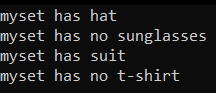 myset has hat
myset has no sunglasses
myset has suit
myset has no t-shirt